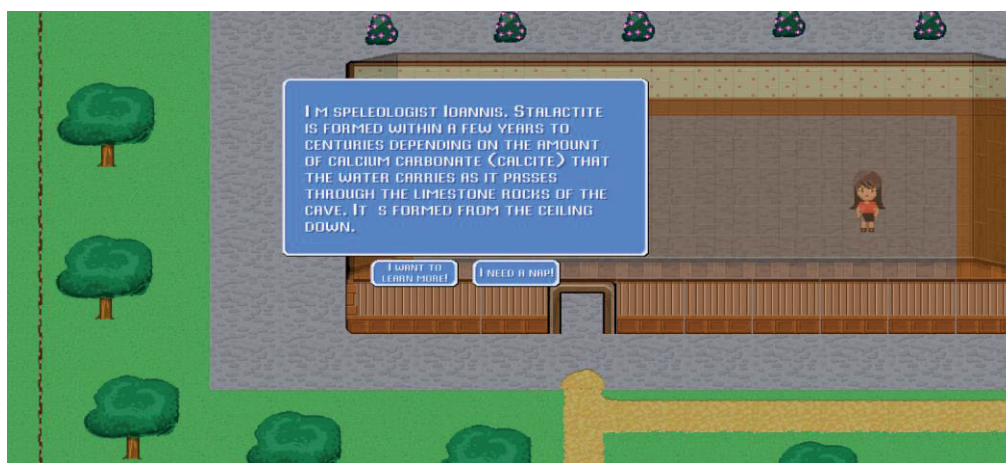 I M SPELEOLOGIST IOANNIS. STALACTITE
IS FORMED WITHIN A FEW YEARS TO
CENTURIES DEPENDING ON THE AMOUNT
OF CALCIUM CARBONATE (CALCITE) THAT
THE WATER CARRIES AS IT PASSES
THROUGH THE LIMESTONE ROCKS OF THE
CAVE. IT S FORMED FROM THE CEILING
DOWN.
I WANT TO
LEARN MORE!
I NEED A NAP!